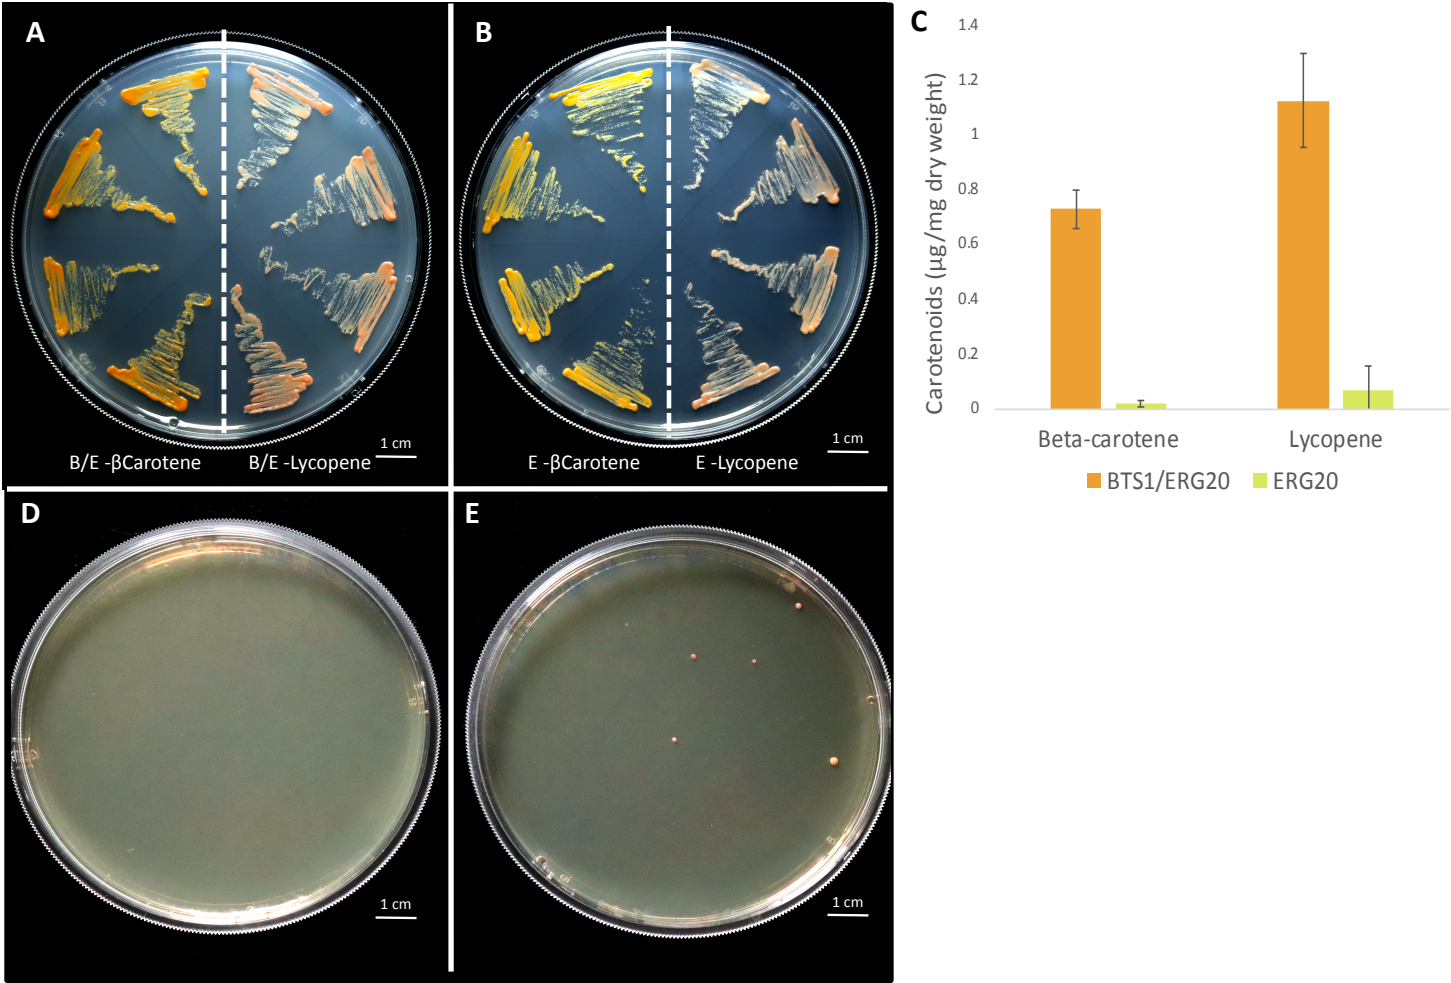 A
B/E -βCarotene
B/E -Lycopene
1 cm
B
E -βCarotene
E -Lycopene
1 cm
C
Carotenoids (µg/mg dry weight)
1.4
1.2
1
0.8
0.6
0.4
0.2
0
Beta-carotene
Lycopene
BTS1/ERG20
ERG20
D
1 cm
E
1 cm